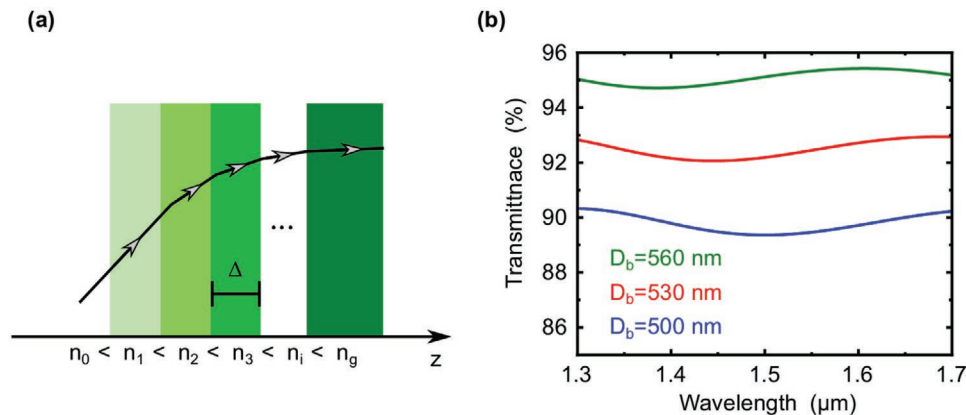 (a)
Δ
...
n0 < n1 < n2 < n3 < ni < ng
z
(b)
Transmittnace (%)
96
94
92
90
88
86
Db=560 nm
Db=530 nm
Db=500 nm
1.3 1.4 1.5 1.6 1.7
Wavelength (μm)